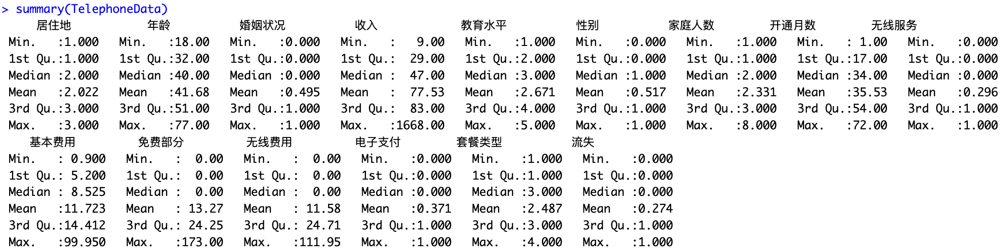 > summary(TelephoneData)
居住地 年龄 婚姻状况 收入 教育水平 性别 家庭人数 开通月数 无线服务
Min. :1.000 Min. :18.00 Min. :0.000 Min. : 9.00 Min. :1.000 Min. :0.000 Min. :1.000 Min. : 1.00 Min. :0.000
1st Qu.:1.000 1st Qu.:32.00 1st Qu.:0.000 1st Qu.: 29.00 1st Qu.:2.000 1st Qu.:0.000 1st Qu.:1.000 1st Qu.:17.00 1st Qu.:0.000
Median :2.000 Median :40.00 Median :0.000 Median : 47.00 Median :3.000 Median :1.000 Median :2.000 Median :34.00 Median :0.000
Mean :2.022 Mean :41.68 Mean :0.495 Mean : 77.53 Mean :2.671 Mean :0.517 Mean :2.331 Mean :35.53 Mean :0.296
3rd Qu.:3.000 3rd Qu.:51.00 3rd Qu.:1.000 3rd Qu.: 83.00 3rd Qu.:4.000 3rd Qu.:1.000 3rd Qu.:3.000 3rd Qu.:54.00 3rd Qu.:1.000
Max. :3.000 Max. :77.00 Max. :1.000 Max. :1668.00 Max. :5.000 Max. :1.000 Max. :8.000 Max. :72.00 Max. :1.000
基本费用 免费部分 无线费用 电子支付 套餐类型 流失
Min. : 0.900 Min. : 0.00 Min. : 0.00 Min. :0.000 Min. :1.000 Min. :0.000
1st Qu.: 5.200 1st Qu.: 0.00 1st Qu.: 0.00 1st Qu.:0.000 1st Qu.:1.000 1st Qu.:0.000
Median : 8.525 Median : 0.00 Median : 0.00 Median :0.000 Median :3.000 Median :0.000
Mean :11.723 Mean : 13.27 Mean : 11.58 Mean :0.371 Mean :2.487 Mean :0.274
3rd Qu.:14.412 3rd Qu.: 24.25 3rd Qu.: 24.71 3rd Qu.:1.000 3rd Qu.:3.000 3rd Qu.:1.000
Max. :99.950 Max. :173.00 Max. :111.95 Max. :1.000 Max. :4.000 Max. :1.000